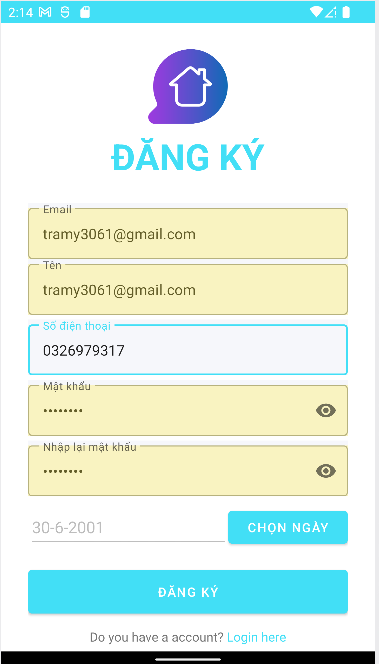 2:14
ĐĂNG KÝ
Email
tramy3061@gmail.com
Tên
tramy3061@gmail.com
Số điện thoại
0326979317
Mật khẩu
••••••••
Nhập lại mật khẩu
••••••••
30-6-2001 CHỌN NGÀY
ĐĂNG KÝ
Do you have a account? Login here